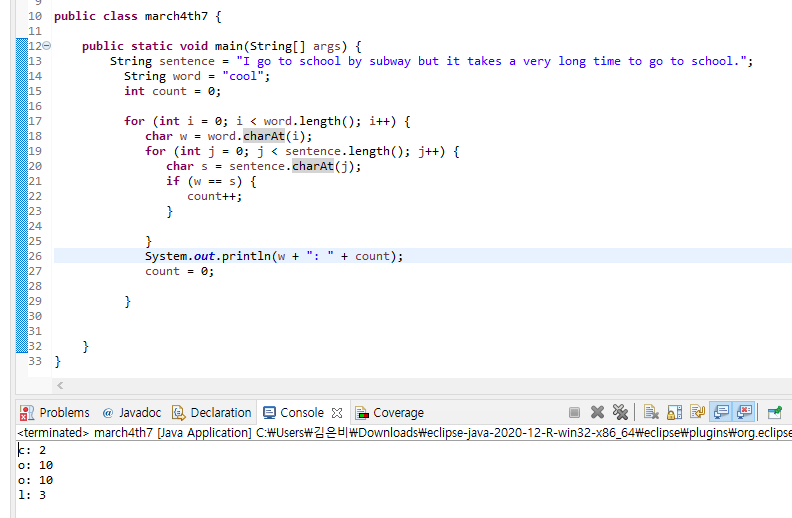 9
10 public class march4th7 {
11
12 public static void main(String[] args) {
13 String sentence = "I go to school by subway but it takes a very long time to go to school.";
14 String word = "cool";
15 int count = 0;
16
17 for (int i = 0; i < word.length(); i++) {
18 char w = word.charAt(i);
19 for (int j = 0; j < sentence.length(); j++) {
20 char s = sentence.charAt(j);
21 if (w == s) {
22 count++;
23 }
24
25 }
26 System.out.println(w + ": " + count);
27 count = 0;
28
29 }
30
31
32 }
33 }
Problems @ Javadoc Declaration Console Coverage
<terminated> march4th7 [Java Application] C:₩Users₩김은비₩Downloads₩eclipse-java-2020-12-R-win32-x86_64₩eclipse₩plugins₩org.eclipse
c: 2
o: 10
o: 10
l: 3